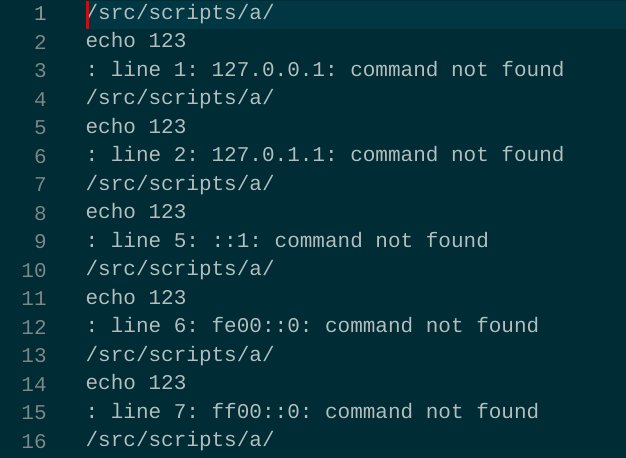 1 /src/scripts/a/
2 echo 123
3 : line 1: 127.0.0.1: command not found
4 /src/scripts/a/
5 echo 123
6 : line 2: 127.0.1.1: command not found
7 /src/scripts/a/
8 echo 123
9 : line 5: ::1: command not found
10 /src/scripts/a/
11 echo 123
12 : line 6: fe00::0: command not found
13 /src/scripts/a/
14 echo 123
15 : line 7: ff00::0: command not found
16 /src/scripts/a/